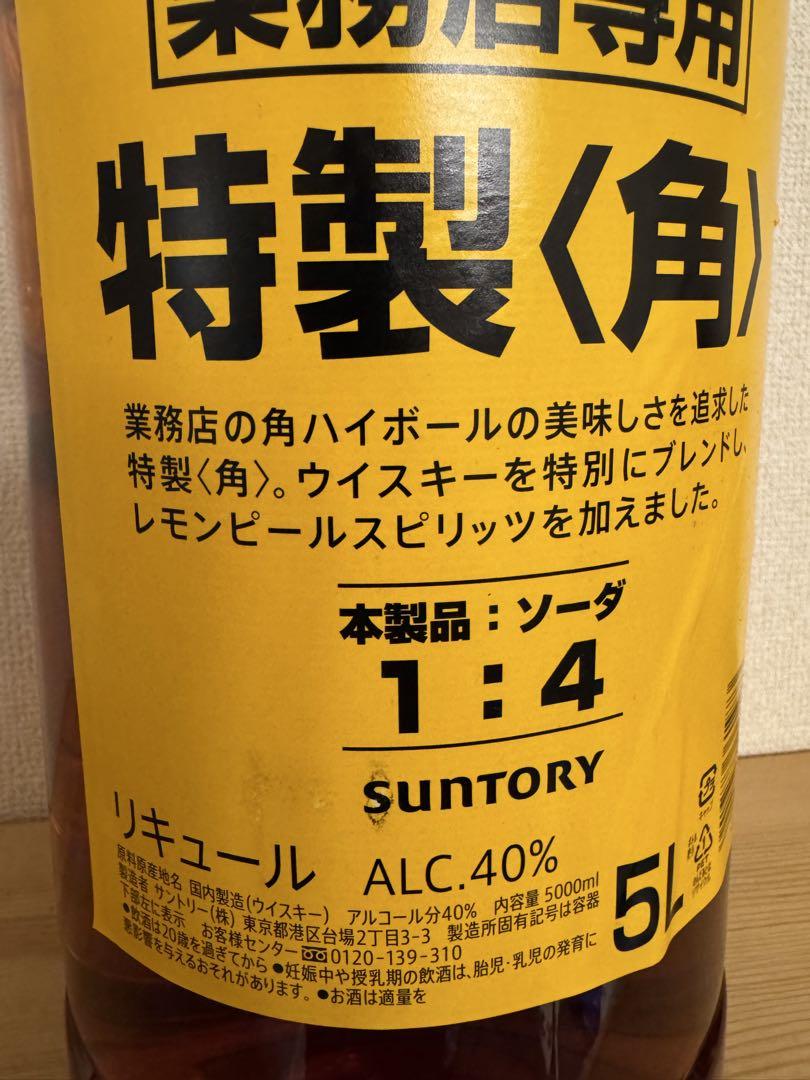 業務店専用
特製〈角〉
業務店の角ハイボールの美味しさを追求した
特製〈角〉。ウイスキーを特別にブレンドし、
レモンピールスピリッツを加えました。
本製品：ソーダ
1：4
SUNTORY
リキュール ALC.40%
5L
原料原産地名 国内製造(ウイスキー) アルコール分40% 内容量 5000ml
製造者 サントリー(株) 東京都港区台場2丁目3-3 製造所固有記号は容器
下部左に表示 お客様センター 0120-139-310
●飲酒は20歳を過ぎてから ●妊娠中や授乳期の飲酒は、胎児・乳児の発育に
悪影響を与えるおそれがあります。 ●お酒は適量を
キャップ
PET